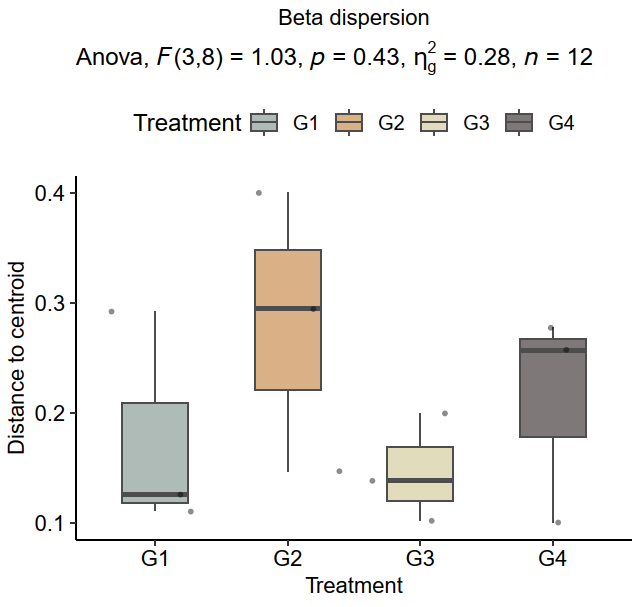 Beta dispersion
Anova, F(3,8) = 1.03, p = 0.43, η²g = 0.28, n = 12
Treatment G1 G2 G3 G4
0.4
0.3
0.2
0.1
Distance to centroid
G1 G2 G3 G4
Treatment